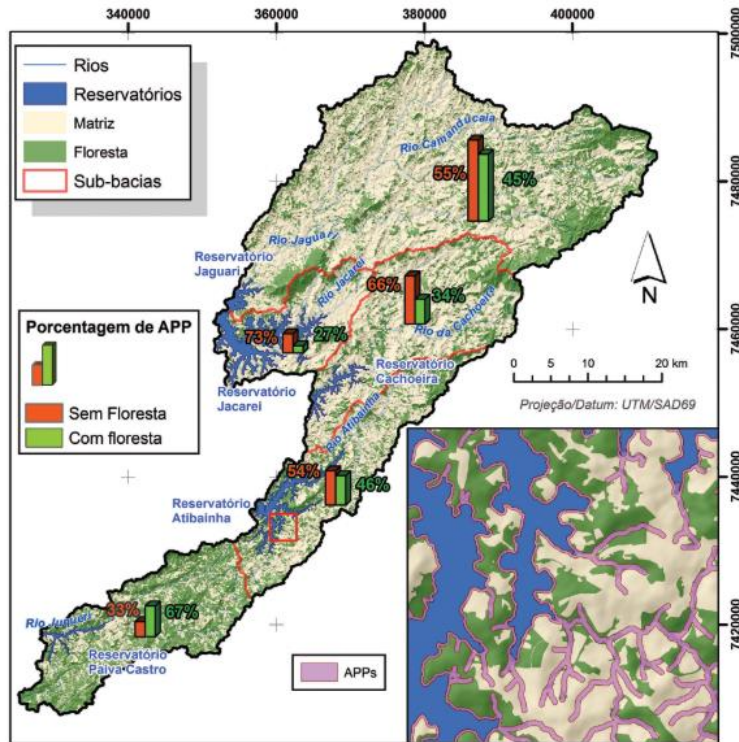 340000
360000
380000
400000
7500000
Rios
Reservatórios
Matriz
Floresta
Sub-bacias
Rio Camanducaia
55%
45%
7480000
Rio Jaguari
Reservatório
Jaguari
Rio Jacareí
66%
34%
N
Rio da Cachoeira
7460000
Porcentagem de APP
73%
27%
Reservatório
Cachoeira
0 5 10 20 km
Reservatório
Jacareí
Projeção/Datum: UTM/SAD69
Sem Floresta
Com floresta
Rio Atibainha
54%
46%
7440000
Reservatório
Atibainha
33%
67%
7420000
Reservatório
Paiva Castro
APPs